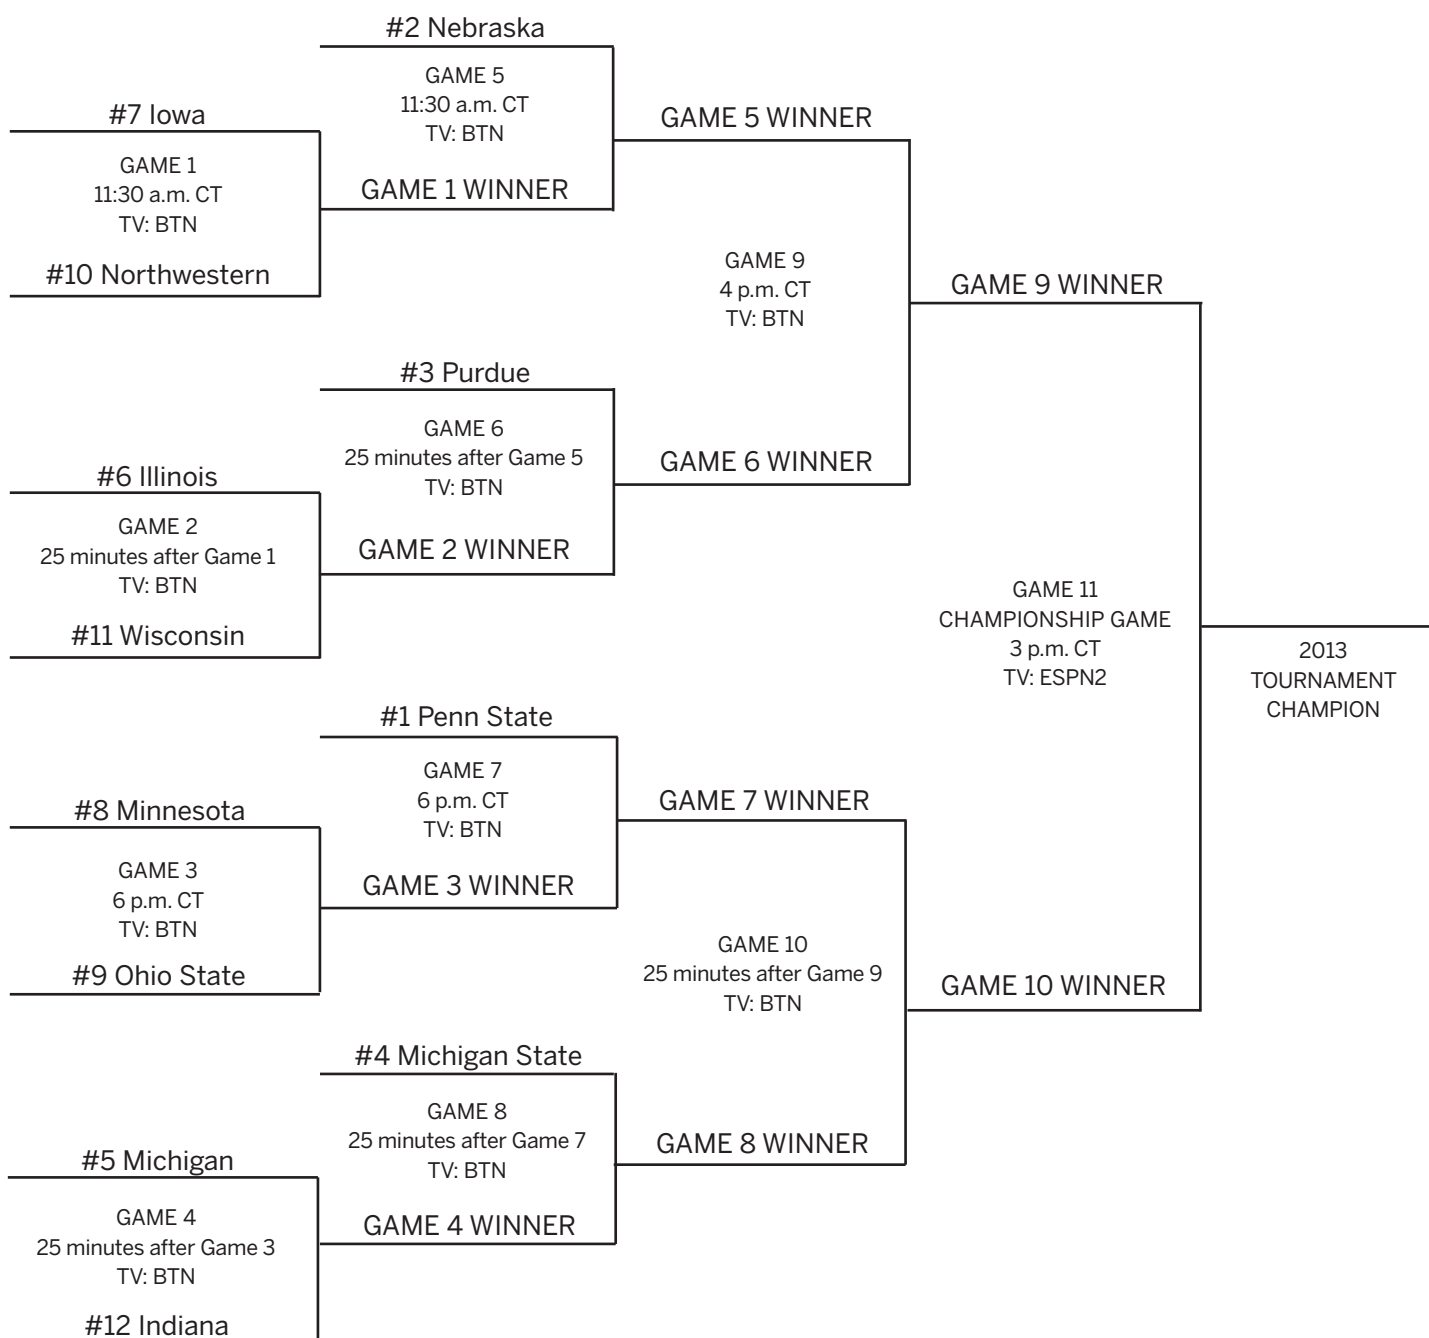 #2 Nebraska
GAME 5
11:30 a.m. CT
TV: BTN
#7 Iowa
GAME 1
11:30 a.m. CT
TV: BTN
GAME 1 WINNER
#10 Northwestern
GAME 5 WINNER
GAME 9
4 p.m. CT
TV: BTN
GAME 9 WINNER
#3 Purdue
GAME 6
25 minutes after Game 5
TV: BTN
GAME 6 WINNER
#6 Illinois
GAME 2
25 minutes after Game 1
TV: BTN
GAME 2 WINNER
#11 Wisconsin
GAME 11
CHAMPIONSHIP GAME
3 p.m. CT
TV: ESPN2
2013
TOURNAMENT
CHAMPION
#1 Penn State
GAME 7
6 p.m. CT
TV: BTN
GAME 7 WINNER
#8 Minnesota
GAME 3
6 p.m. CT
TV: BTN
GAME 3 WINNER
#9 Ohio State
GAME 10
25 minutes after Game 9
TV: BTN
GAME 10 WINNER
#4 Michigan State
GAME 8
25 minutes after Game 7
TV: BTN
GAME 8 WINNER
#5 Michigan
GAME 4
25 minutes after Game 3
TV: BTN
GAME 4 WINNER
#12 Indiana